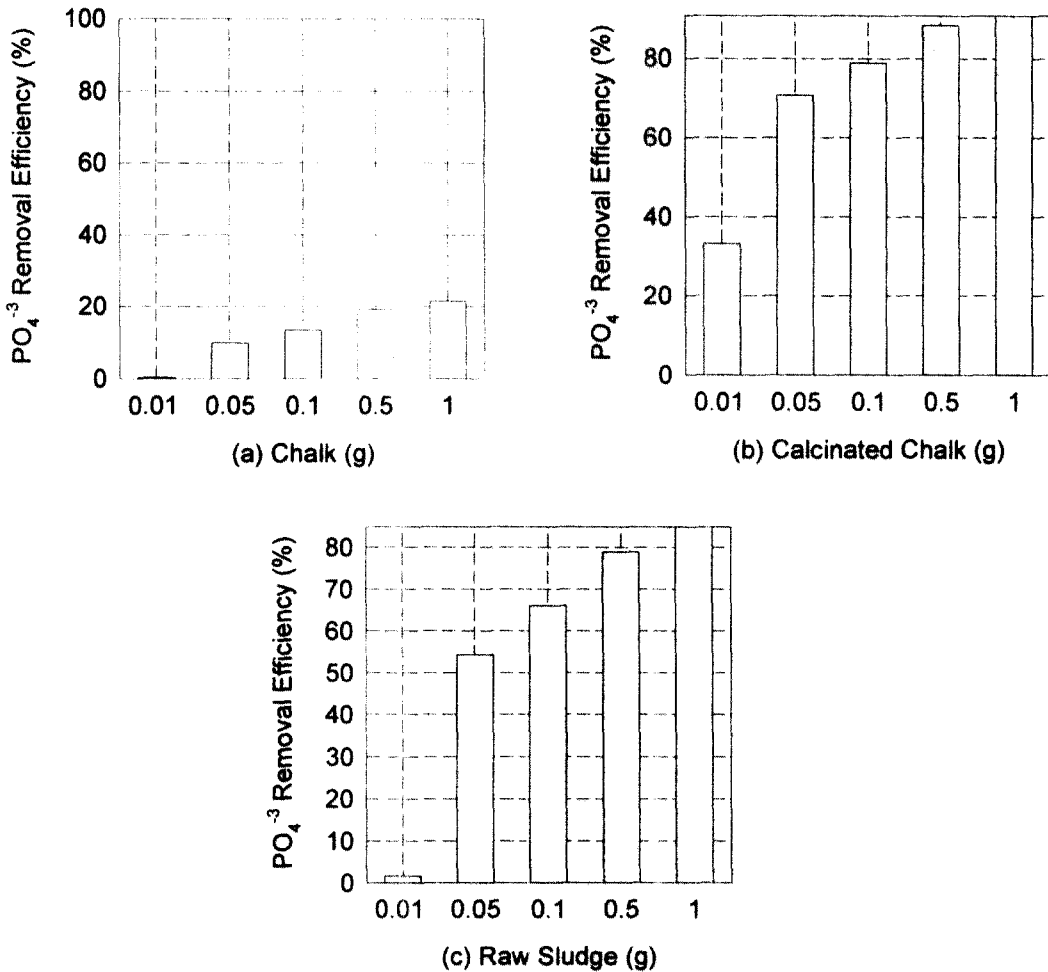 PO₄⁻³ Removal Efficiency (%)
100
80
60
40
20
0
0.01 0.05 0.1 0.5 1
(a) Chalk (g)
PO₄⁻³ Removal Efficiency (%)
80
60
40
20
0
0.01 0.05 0.1 0.5 1
(b) Calcinated Chalk (g)
PO₄⁻³ Removal Efficiency (%)
80
70
60
50
40
30
20
10
0
0.01 0.05 0.1 0.5 1
(c) Raw Sludge (g)